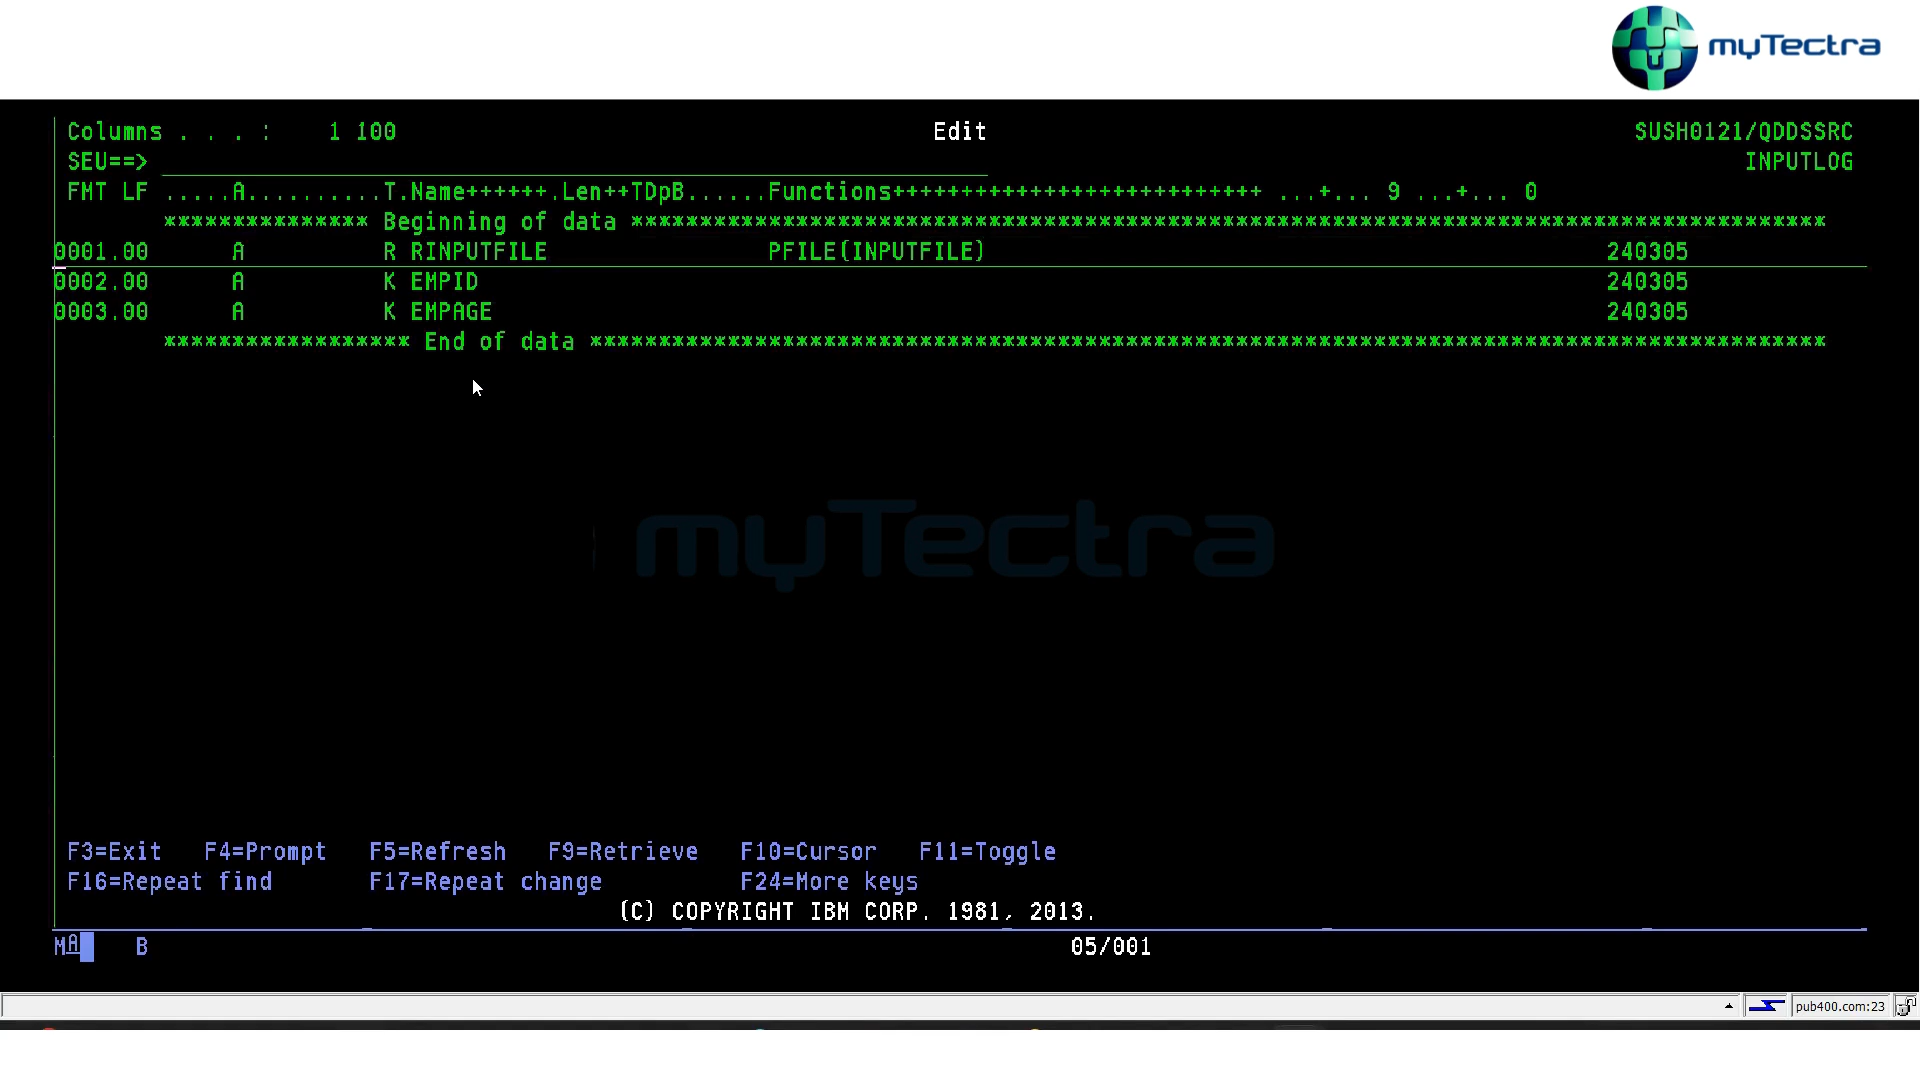 myTectra
Columns . . . :    1 100                                       Edit                                               SUSH0121/QDDSSRC
SEU==>                                                                                                                    INPUTLOG
FMT LF .....A..........T.Name++++++.Len++TDpB......Functions+++++++++++++++++++++++++++ ...+... 9 ...+... 0
*************** Beginning of data ***************************************************************************************
0001.00      A          R RINPUTFILE                PFILE(INPUTFILE)                                             240305
0002.00      A          K EMPID                                                                                  240305
0003.00      A          K EMPAGE                                                                                 240305
****************** End of data ******************************************************************************************
myTectra
F3=Exit   F4=Prompt   F5=Refresh   F9=Retrieve   F10=Cursor   F11=Toggle
F16=Repeat find       F17=Repeat change          F24=More keys
(C) COPYRIGHT IBM CORP. 1981, 2013.
MA    B                                                                   05/001
pub400.com:23